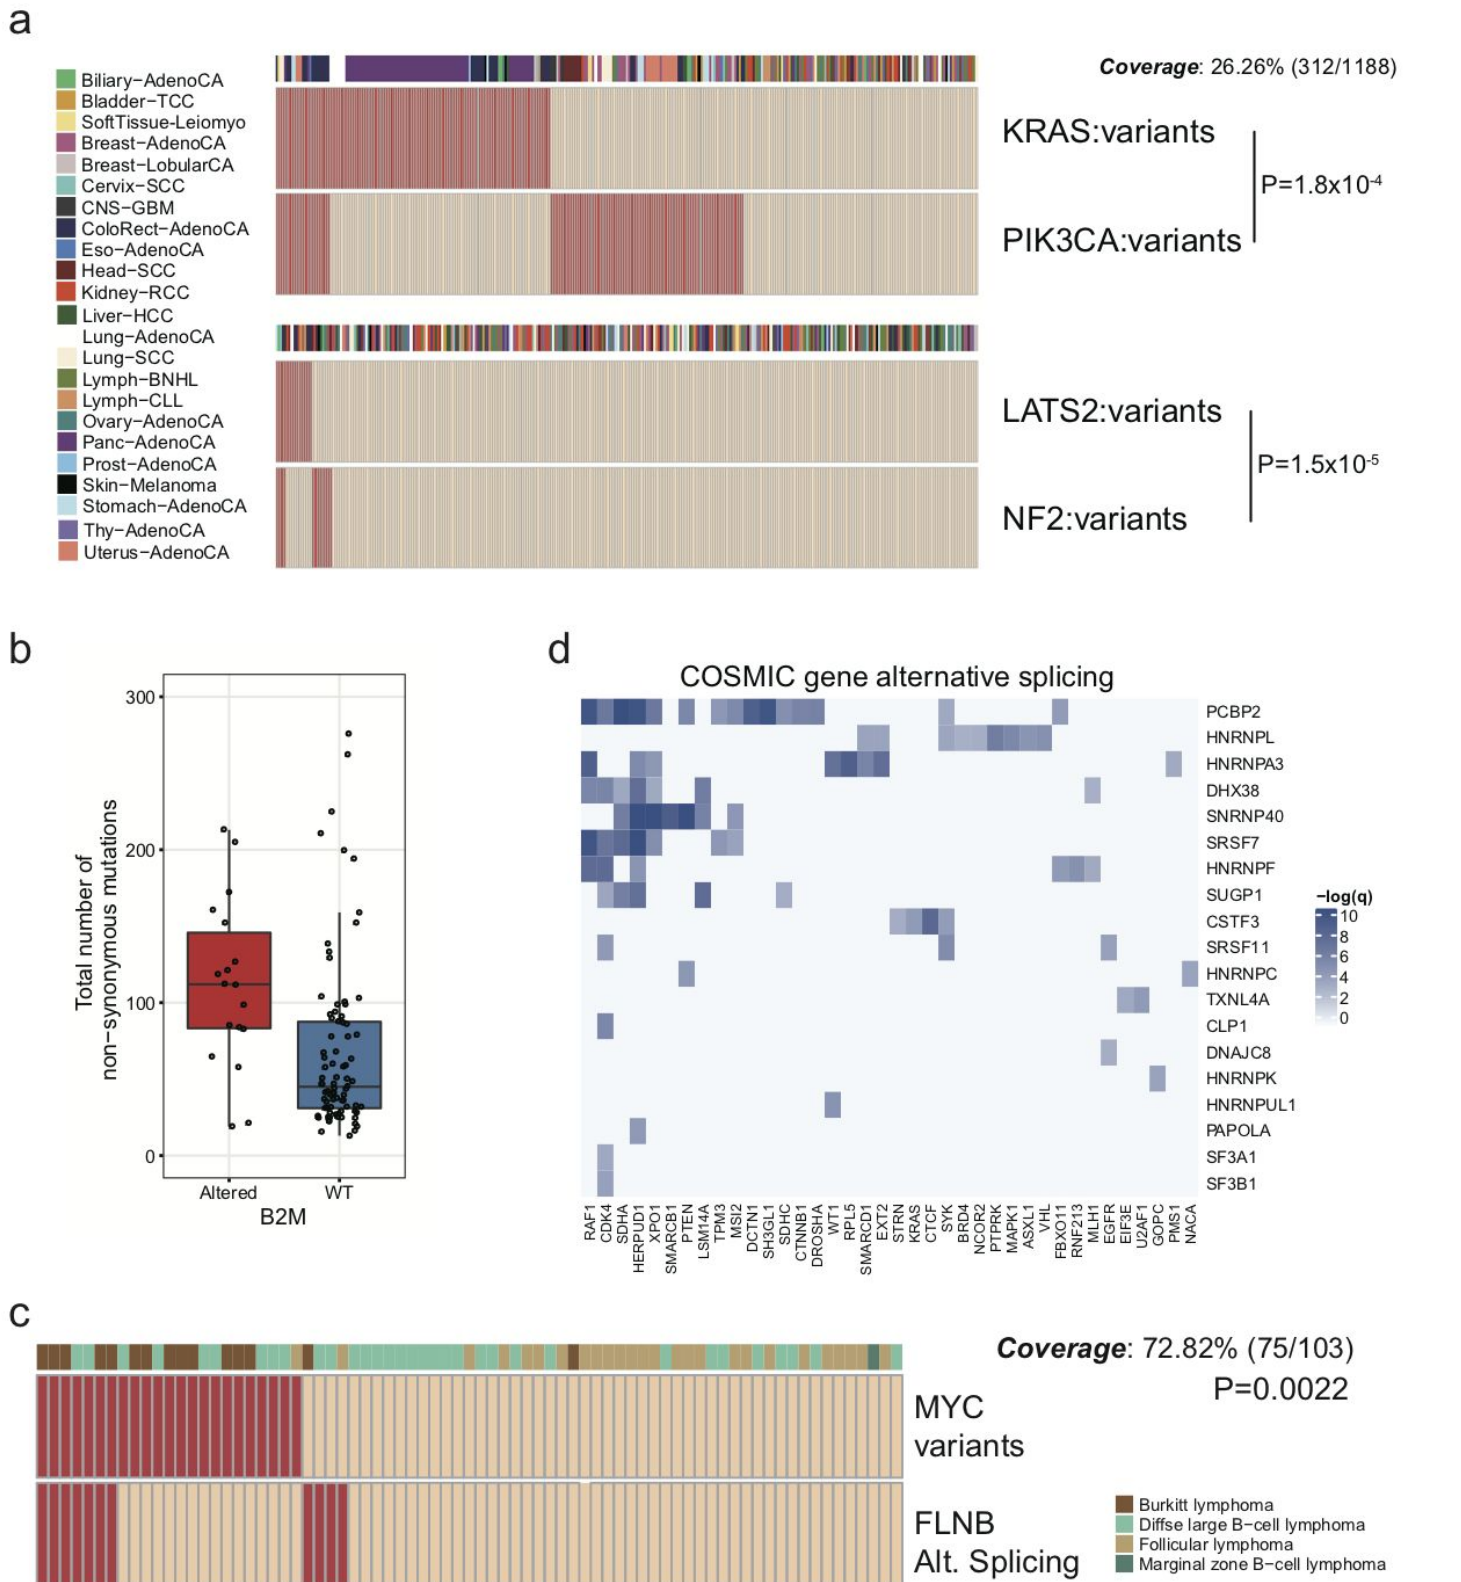 a
Coverage: 26.26% (312/1188)
Biliary−AdenoCA
Bladder−TCC
SoftTissue-Leiomyo
Breast−AdenoCA
Breast−LobularCA
Cervix−SCC
CNS−GBM
ColoRect−AdenoCA
Eso−AdenoCA
Head−SCC
Kidney−RCC
Liver−HCC
Lung−AdenoCA
Lung−SCC
Lymph−BNHL
Lymph−CLL
Ovary−AdenoCA
Panc−AdenoCA
Prost−AdenoCA
Skin−Melanoma
Stomach−AdenoCA
Thy−AdenoCA
Uterus−AdenoCA
KRAS:variants
P=1.8x10-4
PIK3CA:variants
LATS2:variants
P=1.5x10-5
NF2:variants
b
Total number of
non−synonymous mutations
300
200
100
0
Altered
WT
B2M
d
COSMIC gene alternative splicing
PCBP2
HNRNPL
HNRNPA3
DHX38
SNRNP40
SRSF7
HNRNPF
SUGP1
CSTF3
SRSF11
HNRNPC
TXNL4A
CLP1
DNAJC8
HNRNPK
HNRNPUL1
PAPOLA
SF3A1
SF3B1
−log(q)
10
8
6
4
2
0
RAF1
CDK4
SDHA
HERPUD1
XPO1
SMARCB1
PTEN
LSM14A
TPM3
MSI2
DCTN1
SH3GL1
SDHC
CTNNB1
DROSHA
WT1
RPL5
SMARCD1
EXT2
STRN
KRAS
CTCF
SYK
BRD4
NCOR2
PTPRK
MAPK1
ASXL1
VHL
FBXO11
RNF213
MLH1
EGFR
EIF3E
U2AF1
GOPC
PMS1
NACA
c
Coverage: 72.82% (75/103)
P=0.0022
MYC
variants
FLNB
Alt. Splicing
Burkitt lymphoma
Diffse large B−cell lymphoma
Follicular lymphoma
Marginal zone B−cell lymphoma